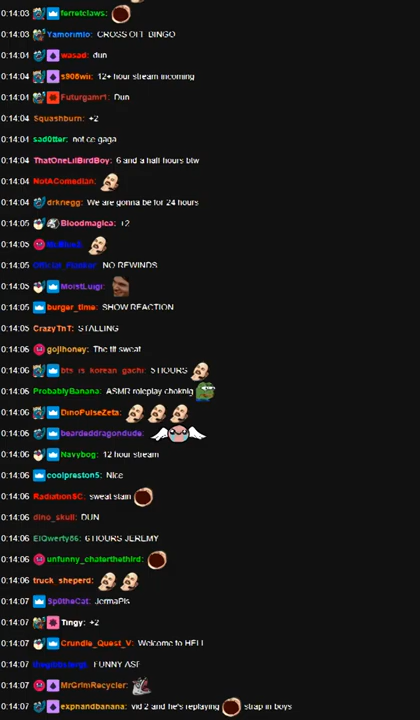 0:14:03 ferretclaws:
0:14:03 Yamorimio: CROSS OFF BINGO
0:14:04 wasad: dun
0:14:04 s906wii: 12+ hour stream incoming
0:14:04 Futurgamr1: Dun
0:14:04 Squashburn: +2
0:14:04 sad0tter: not ce gaga
0:14:04 ThatOneLilBirdBoy: 6 and a half hours btw
0:14:04 NotAComedian:
0:14:04 drknegg: We are gonna be for 24 hours
0:14:05 Bloodmagica: +2
0:14:05
0:14:05 NO REWINDS
0:14:05 MoistLuigi:
0:14:05 burger_time: SHOW REACTION
0:14:05 CrazyTnT: STALLING
0:14:06 gojihoney: The tit sweat
0:14:06 bts_is_korean_gachi: 5 HOURS
0:14:06 ProbablyBanana: ASMR roleplay choknig
0:14:06 DinoPulseZeta:
0:14:06 beardeddragondude:
0:14:06 Navybog: 12 hour stream
0:14:06 coolpreston5: Nice
0:14:06 RadiationSC: sweat stain
0:14:06 dino_skull: DUN
0:14:06 ElQwerty86: 6 HOURS JEREMY
0:14:06 unfunny_chaterthethird:
0:14:06 truck_sheperd:
0:14:07 Sp0theCat: JermaPls
0:14:07 Tingy: +2
0:14:07 Crundle_Quest_V: Welcome to HELL
0:14:07 FUNNY ASF
0:14:07 MrGrimRecycler:
0:14:07 expnandbanana: vid 2 and he's replaying strap in boys